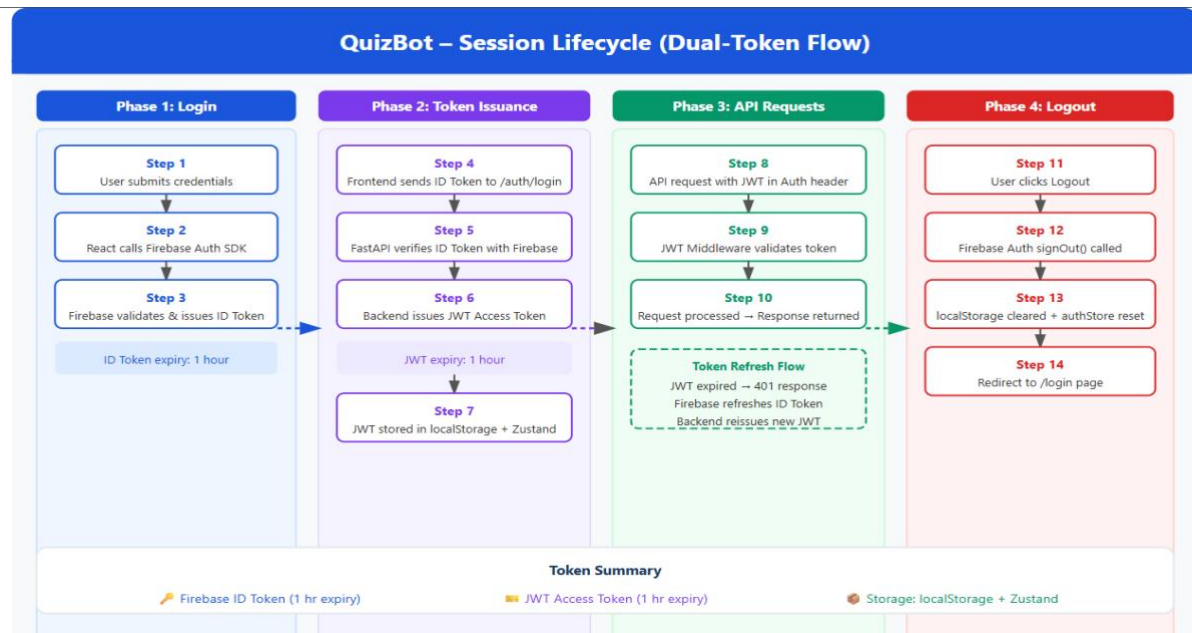 QuizBot – Session Lifecycle (Dual-Token Flow)
Phase 1: Login
Step 1
User submits credentials
Step 2
React calls Firebase Auth SDK
Step 3
Firebase validates & issues ID Token
ID Token expiry: 1 hour
Phase 2: Token Issuance
Step 4
Frontend sends ID Token to /auth/login
Step 5
FastAPI verifies ID Token with Firebase
Step 6
Backend issues JWT Access Token
JWT expiry: 1 hour
Step 7
JWT stored in localStorage + Zustand
Phase 3: API Requests
Step 8
API request with JWT in Auth header
Step 9
JWT Middleware validates token
Step 10
Request processed → Response returned
Token Refresh Flow
JWT expired → 401 response
Firebase refreshes ID Token
Backend reissues new JWT
Phase 4: Logout
Step 11
User clicks Logout
Step 12
Firebase Auth signOut() called
Step 13
localStorage cleared + authStore reset
Step 14
Redirect to /login page
Token Summary
🔑 Firebase ID Token (1 hr expiry)
🎫 JWT Access Token (1 hr expiry)
📦 Storage: localStorage + Zustand